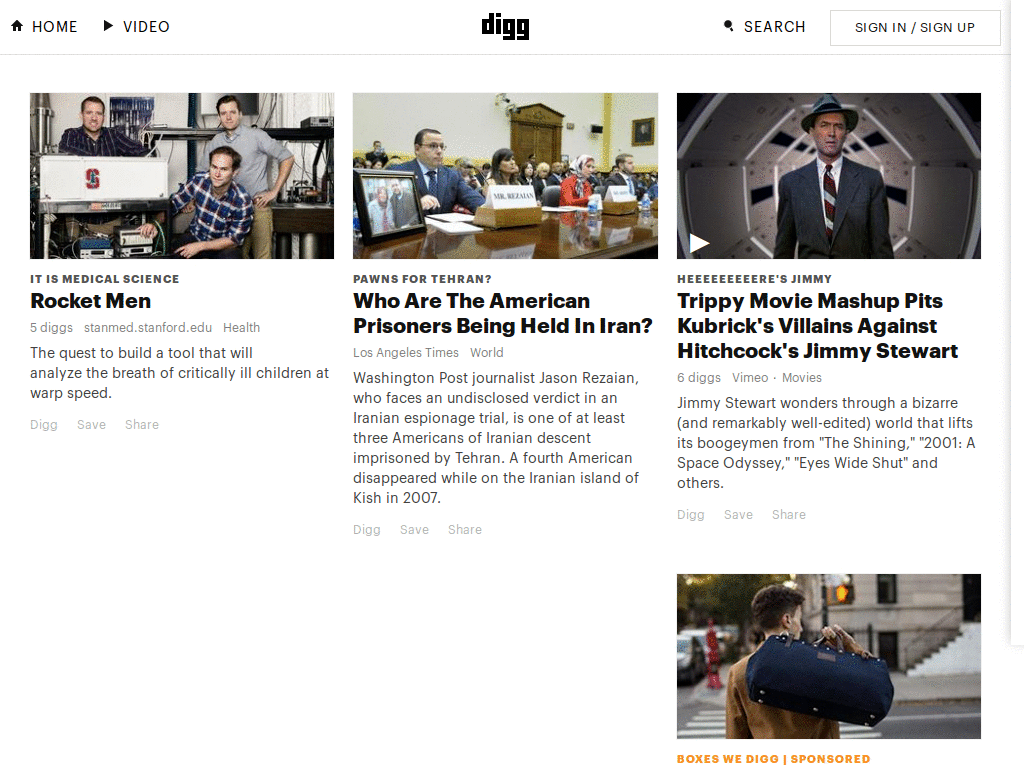 HOME VIDEO digg SEARCH SIGN IN / SIGN UP
IT IS MEDICAL SCIENCE
Rocket Men
5 diggs stanmed.stanford.edu Health
The quest to build a tool that will
analyze the breath of critically ill children at
warp speed.
Digg Save Share
MR. REZAIAN
PAWNS FOR TEHRAN?
Who Are The American
Prisoners Being Held In Iran?
Los Angeles Times World
Washington Post journalist Jason Rezaian,
who faces an undisclosed verdict in an
Iranian espionage trial, is one of at least
three Americans of Iranian descent
imprisoned by Tehran. A fourth American
disappeared while on the Iranian island of
Kish in 2007.
Digg Save Share
HEEEEEEEEERE'S JIMMY
Trippy Movie Mashup Pits
Kubrick's Villains Against
Hitchcock's Jimmy Stewart
6 diggs Vimeo · Movies
Jimmy Stewart wonders through a bizarre
(and remarkably well-edited) world that lifts
its boogeymen from "The Shining," "2001: A
Space Odyssey," "Eyes Wide Shut" and
others.
Digg Save Share
BOXES WE DIGG | SPONSORED